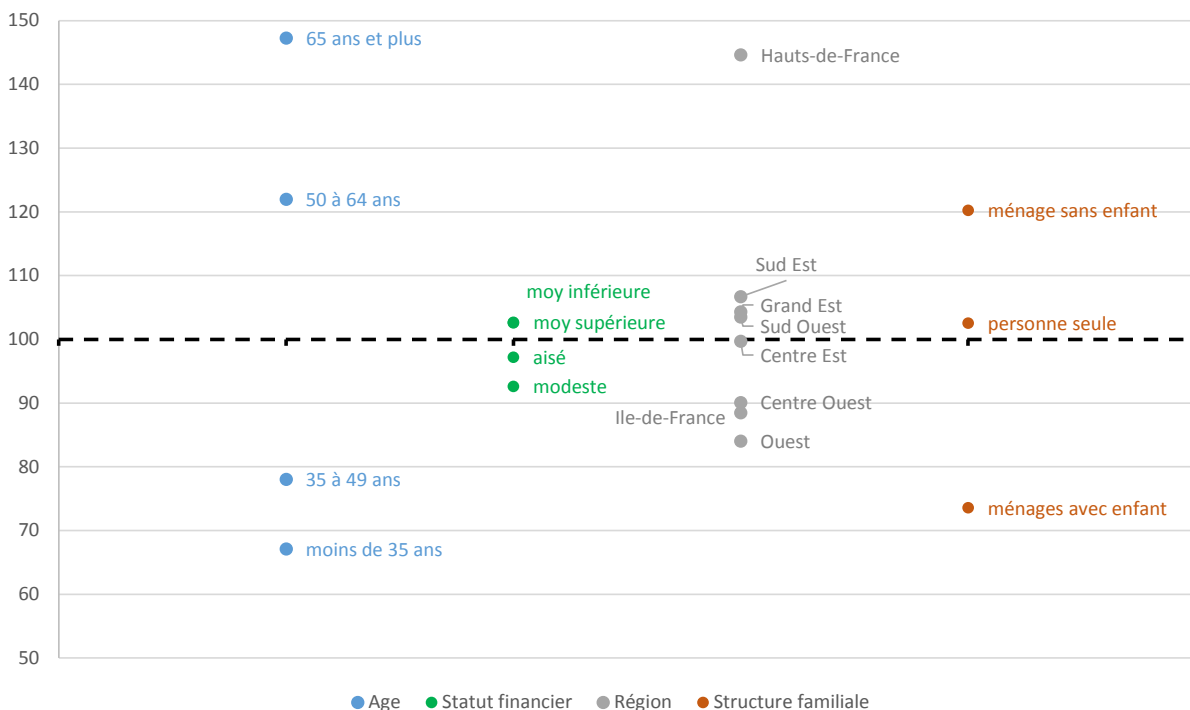 150
140
130
120
110
100
90
80
70
60
50
65 ans et plus
50 à 64 ans
35 à 49 ans
moins de 35 ans
moy inférieure
moy supérieure
aisé
modeste
Hauts-de-France
Sud Est
Grand Est
Sud Ouest
Centre Est
Centre Ouest
Ile-de-France
Ouest
ménage sans enfant
personne seule
ménages avec enfant
Age Statut financier Région Structure familiale